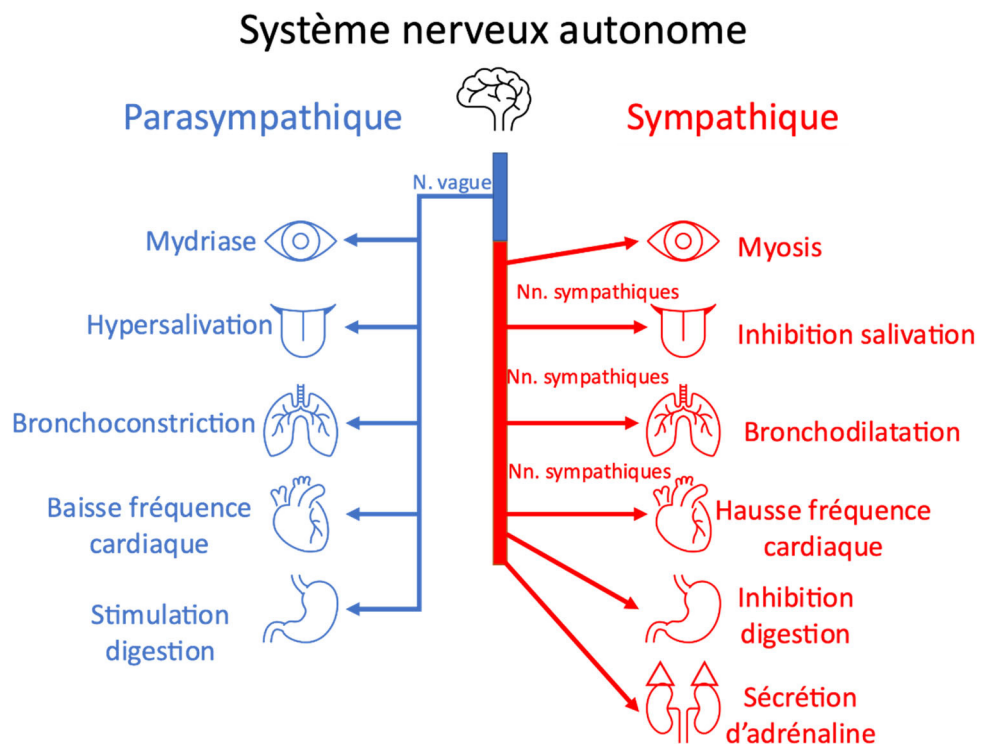 Système nerveux autonome
Parasympathique
Sympathique
N. vague
Mydriase
Myosis
Nn. sympathiques
Hypersalivation
Inhibition salivation
Nn. sympathiques
Bronchoconstriction
Bronchodilatation
Nn. sympathiques
Baisse fréquence
cardiaque
Hausse fréquence
cardiaque
Stimulation
digestion
Inhibition
digestion
Sécrétion
d'adrénaline